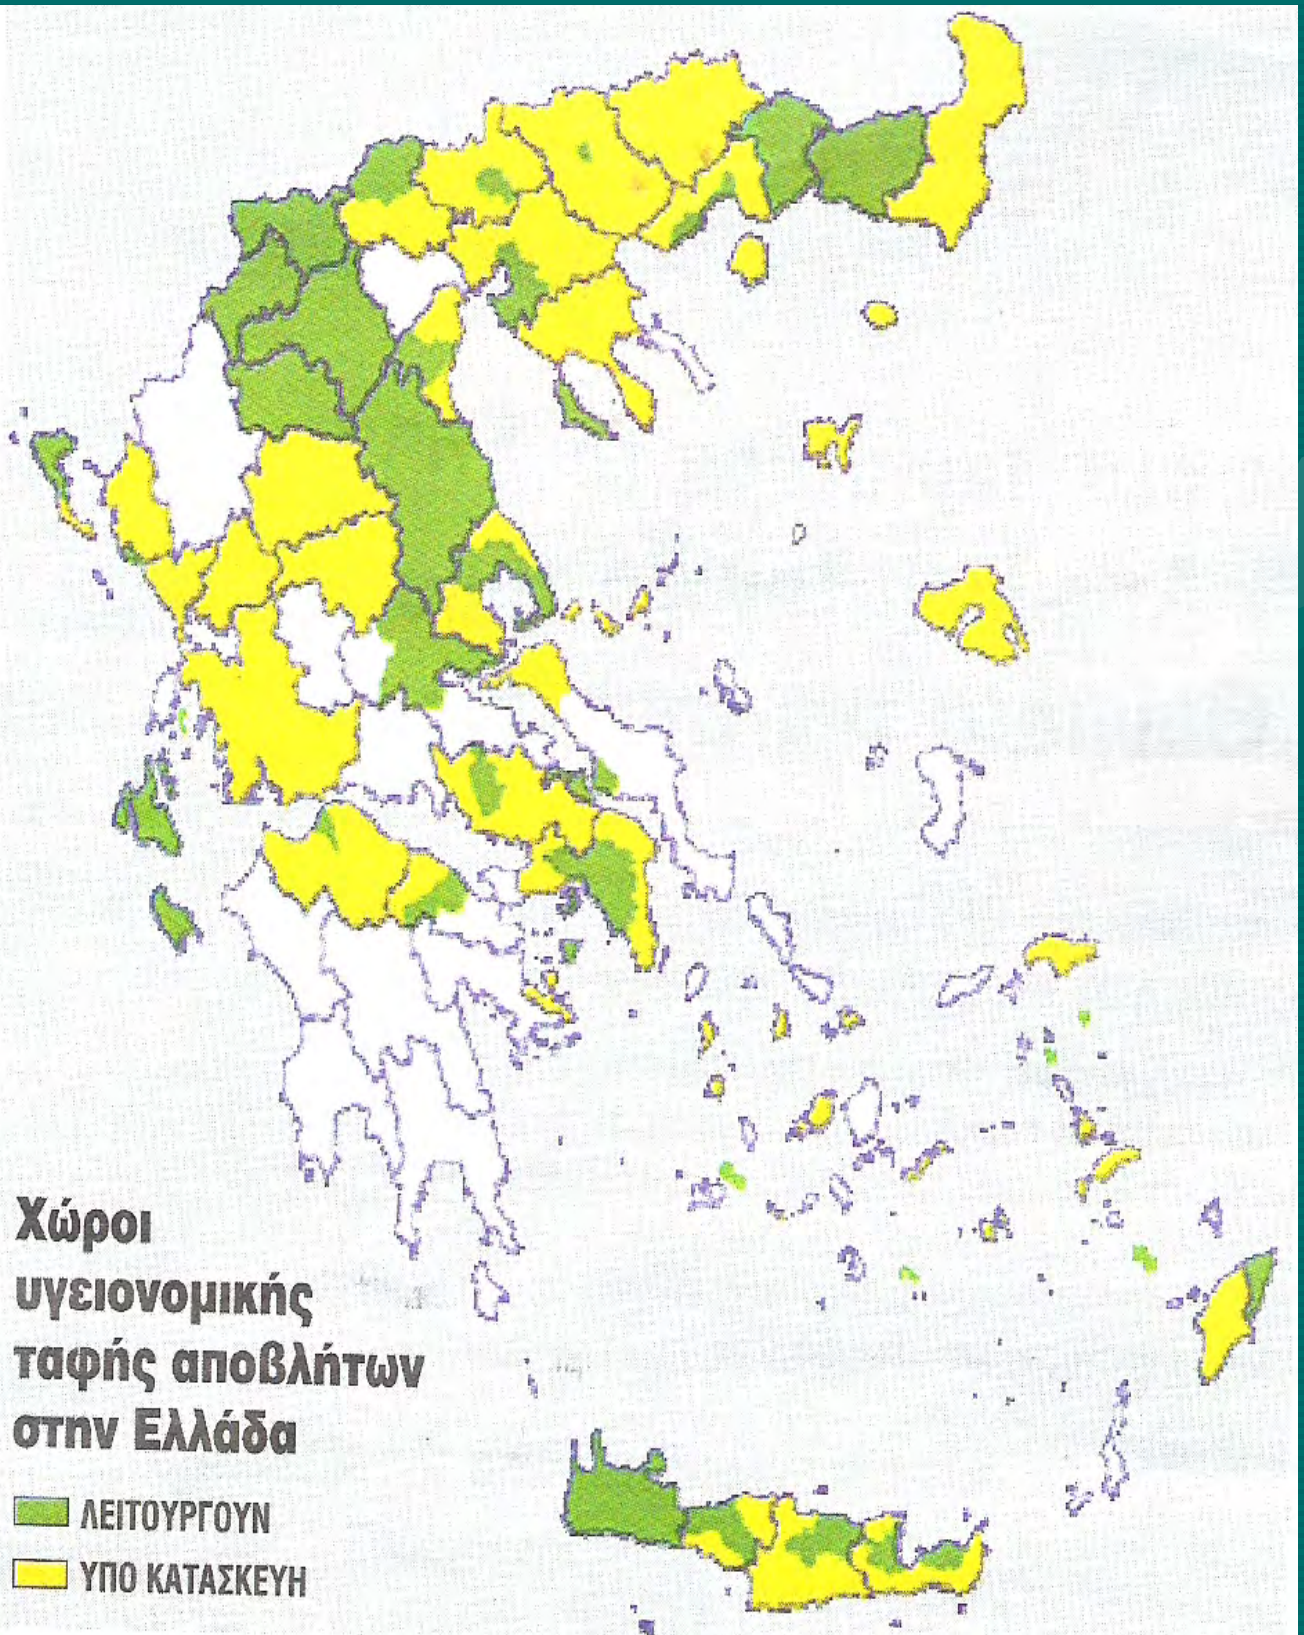 Χώροι
υγειονομικής
ταφής αποβλήτων
στην Ελλάδα
ΛΕΙΤΟΥΡΓΟΥΝ
ΥΠΟ ΚΑΤΑΣΚΕΥΗ